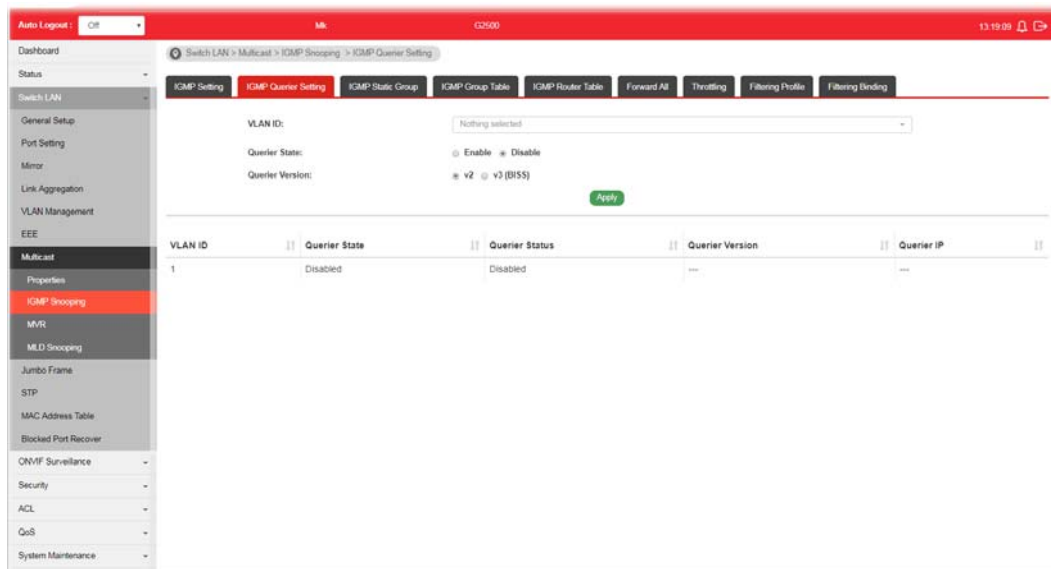 Auto Logout : Off Mk G2500 13:19:09
Dashboard
Status
Switch LAN
General Setup
Port Setting
Mirror
Link Aggregation
VLAN Management
EEE
Multicast
Properties
IGMP Snooping
MVR
MLD Snooping
Jumbo Frame
STP
MAC Address Table
Blocked Port Recover
ONVIF Surveillance
Security
ACL
QoS
System Maintenance
Switch LAN > Multicast > IGMP Snooping > IGMP Querier Setting
IGMP Setting IGMP Querier Setting IGMP Static Group IGMP Group Table IGMP Router Table Forward All Throttling Filtering Profile Filtering Binding
VLAN ID: Nothing selected
Querier State: Enable Disable
Querier Version: v2 v3 (BISS)
Apply
VLAN ID Querier State Querier Status Querier Version Querier IP
1 Disabled Disabled --- ---